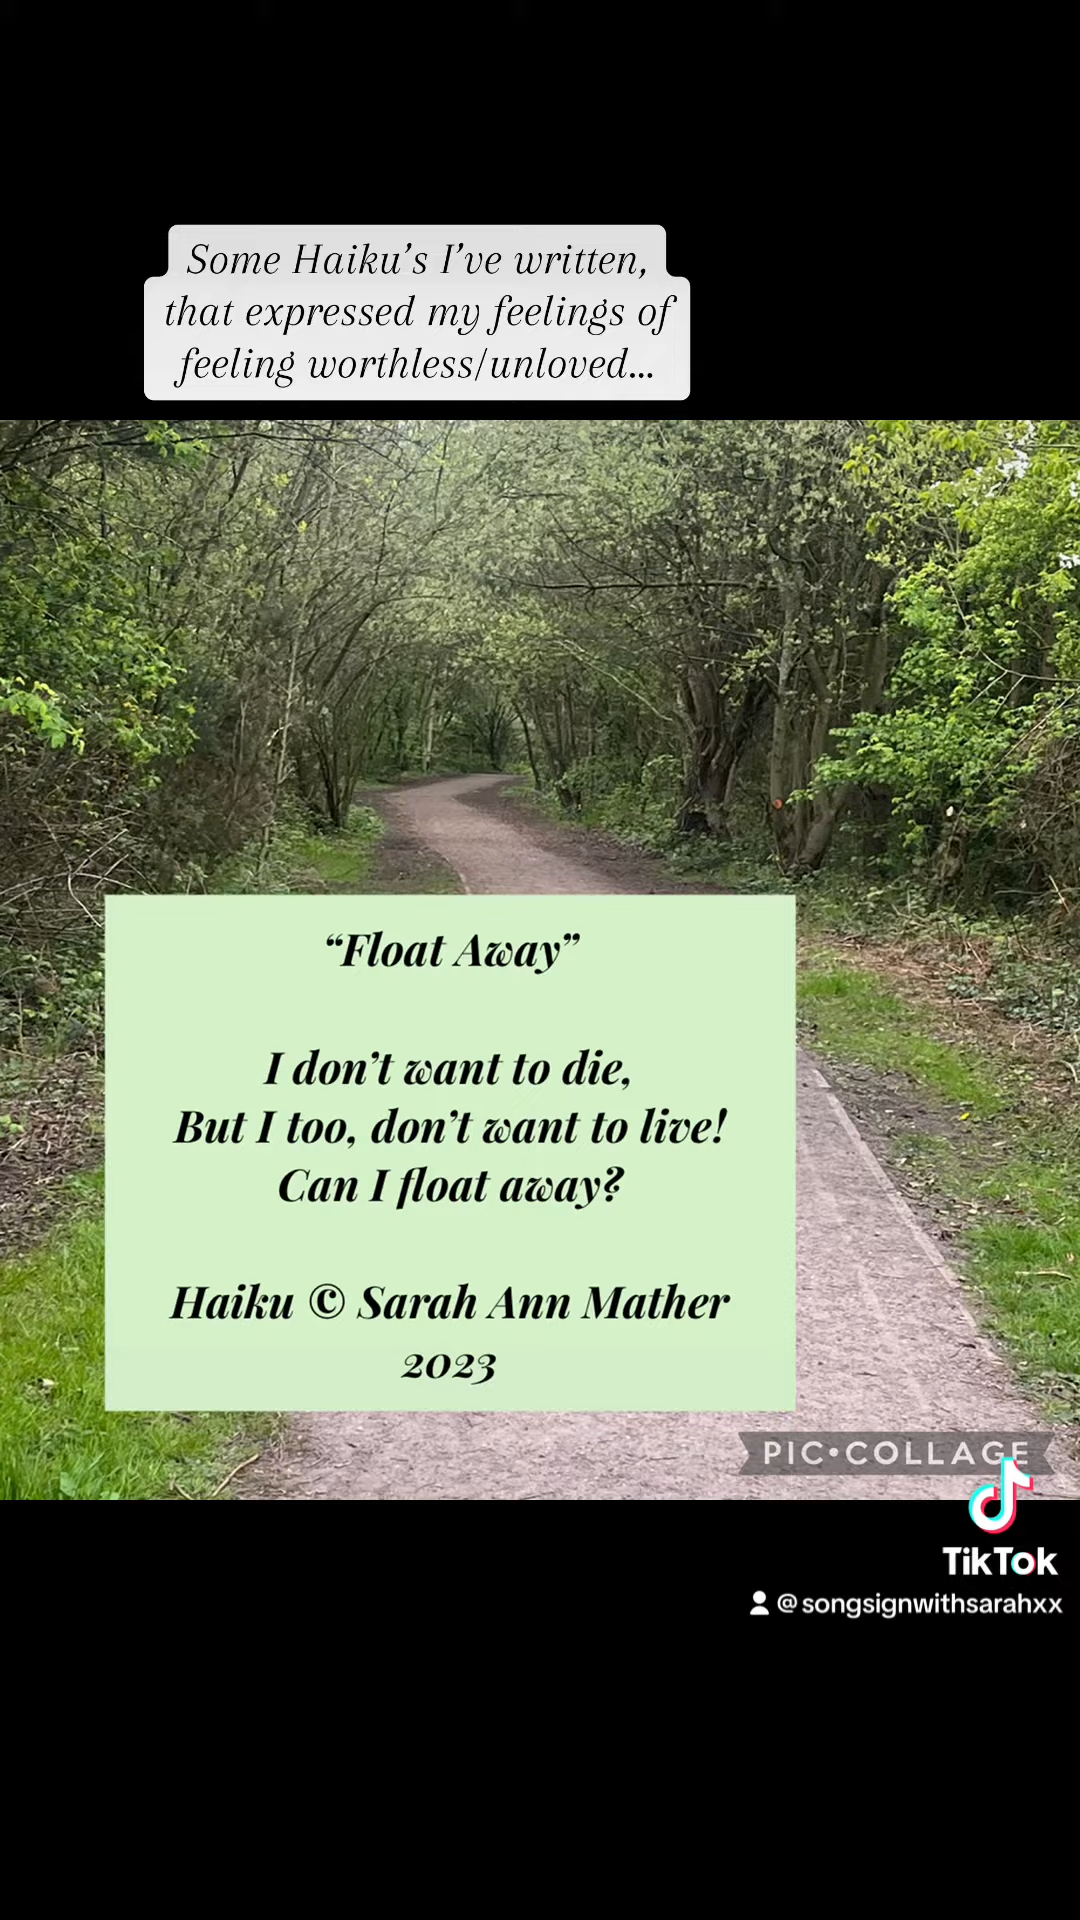 Some Haiku’s I’ve written,
that expressed my feelings of
feeling worthless/unloved...
“Float Away”
I don’t want to die,
But I too, don’t want to live!
Can I float away?
Haiku © Sarah Ann Mather
2023
PIC•COLLAGE
TikTok
@songsignwithsarahxx